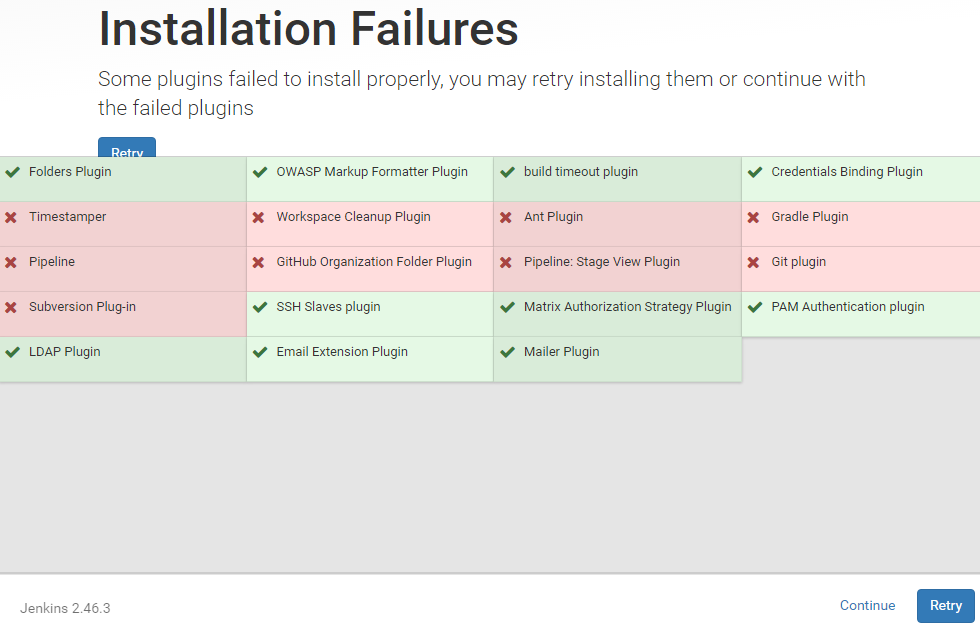 Installation Failures
Some plugins failed to install properly, you may retry installing them or continue with
the failed plugins
Retry
Folders Plugin
OWASP Markup Formatter Plugin
build timeout plugin
Credentials Binding Plugin
Timestamper
Workspace Cleanup Plugin
Ant Plugin
Gradle Plugin
Pipeline
GitHub Organization Folder Plugin
Pipeline: Stage View Plugin
Git plugin
Subversion Plug-in
SSH Slaves plugin
Matrix Authorization Strategy Plugin
PAM Authentication plugin
LDAP Plugin
Email Extension Plugin
Mailer Plugin
Jenkins 2.46.3
Continue
Retry